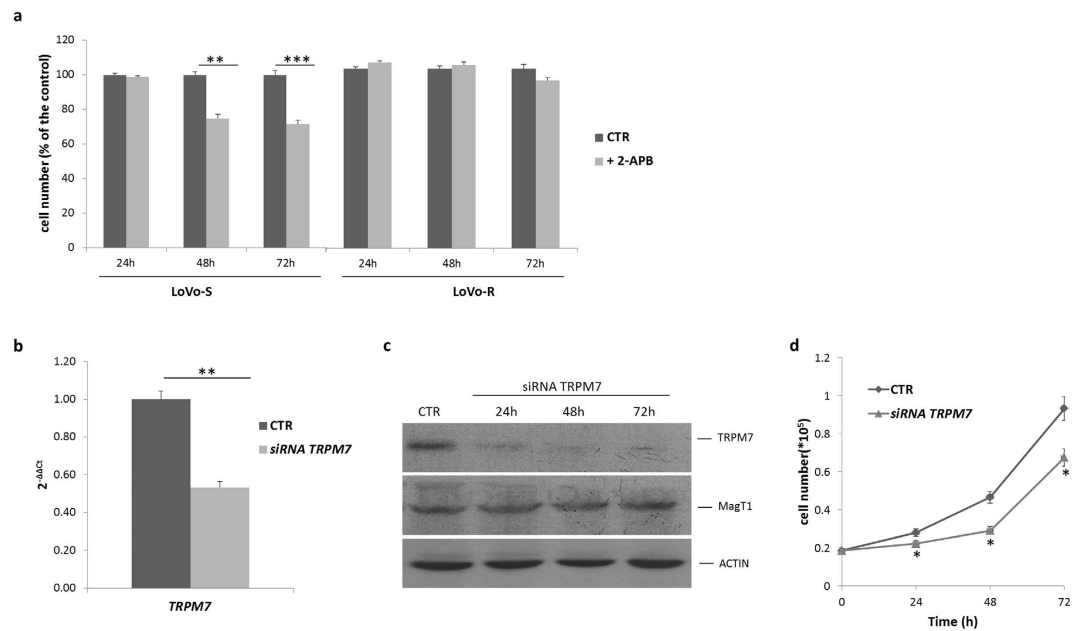 a
120
100
80
60
40
20
0
cell number (% of the control)
** ***
CTR
+ 2-APB
24h 48h 72h 24h 48h 72h
LoVo-S LoVo-R
b
1.20
1.00
0.80
0.60
0.40
0.20
0.00
2^-ΔΔCt
**
CTR
siRNA TRPM7
TRPM7
c
siRNA TRPM7
CTR 24h 48h 72h
TRPM7
MagT1
ACTIN
d
1.2
1
0.8
0.6
0.4
0.2
0
cell number(*10⁵)
CTR
siRNA TRPM7
*
*
*
0 24 48 72
Time (h)